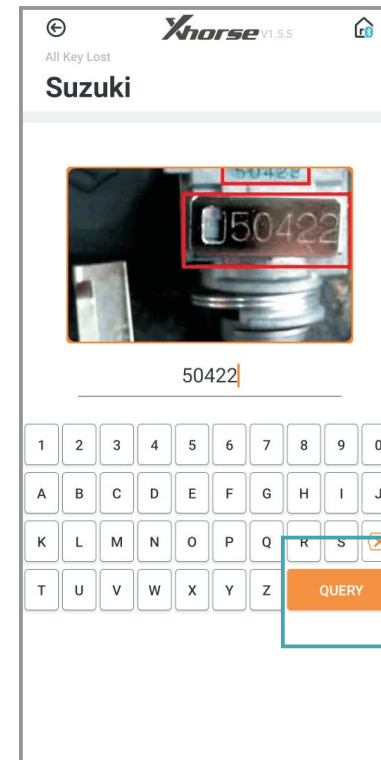 Xhorse V1.5.5
All Key Lost
Suzuki
50422
50422
50422
1 2 3 4 5 6 7 8 9 0
A B C D E F G H I J
K L M N O P Q R S
T U V W X Y Z QUERY